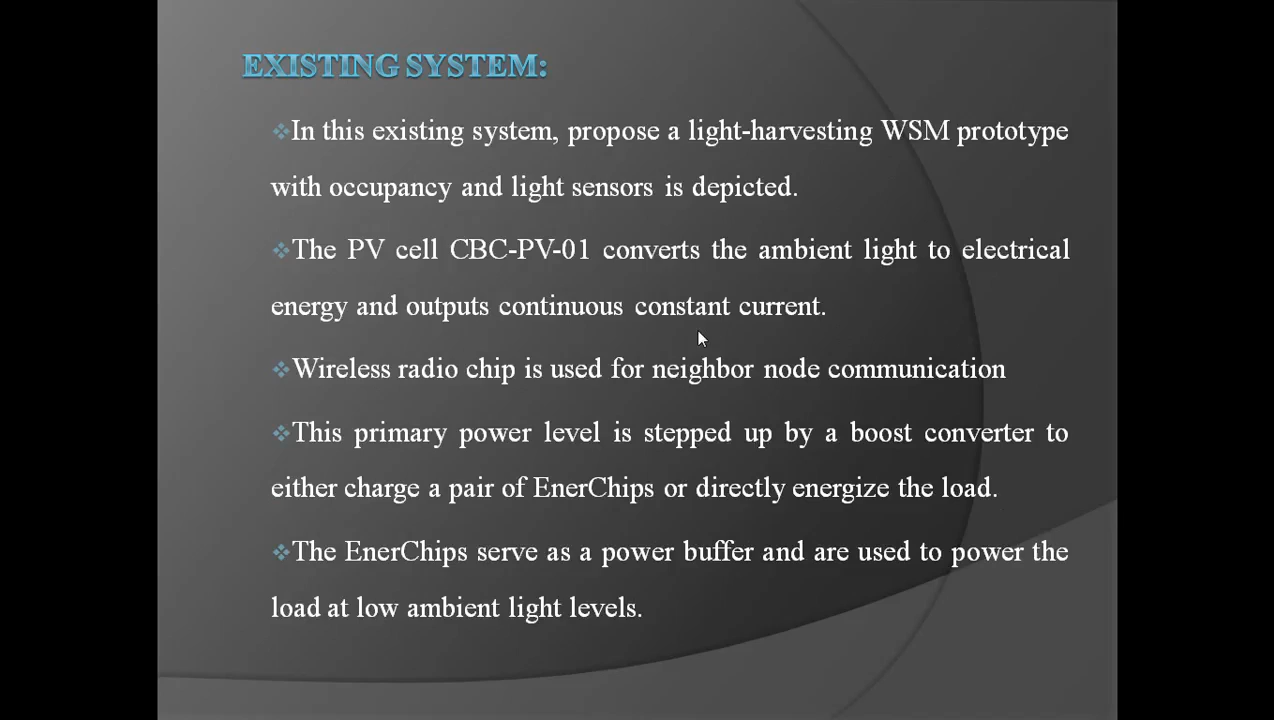 EXISTING SYSTEM:
❖In this existing system, propose a light-harvesting WSM prototype
with occupancy and light sensors is depicted.
❖The PV cell CBC-PV-01 converts the ambient light to electrical
energy and outputs continuous constant current.
❖Wireless radio chip is used for neighbor node communication
❖This primary power level is stepped up by a boost converter to
either charge a pair of EnerChips or directly energize the load.
❖The EnerChips serve as a power buffer and are used to power the
load at low ambient light levels.